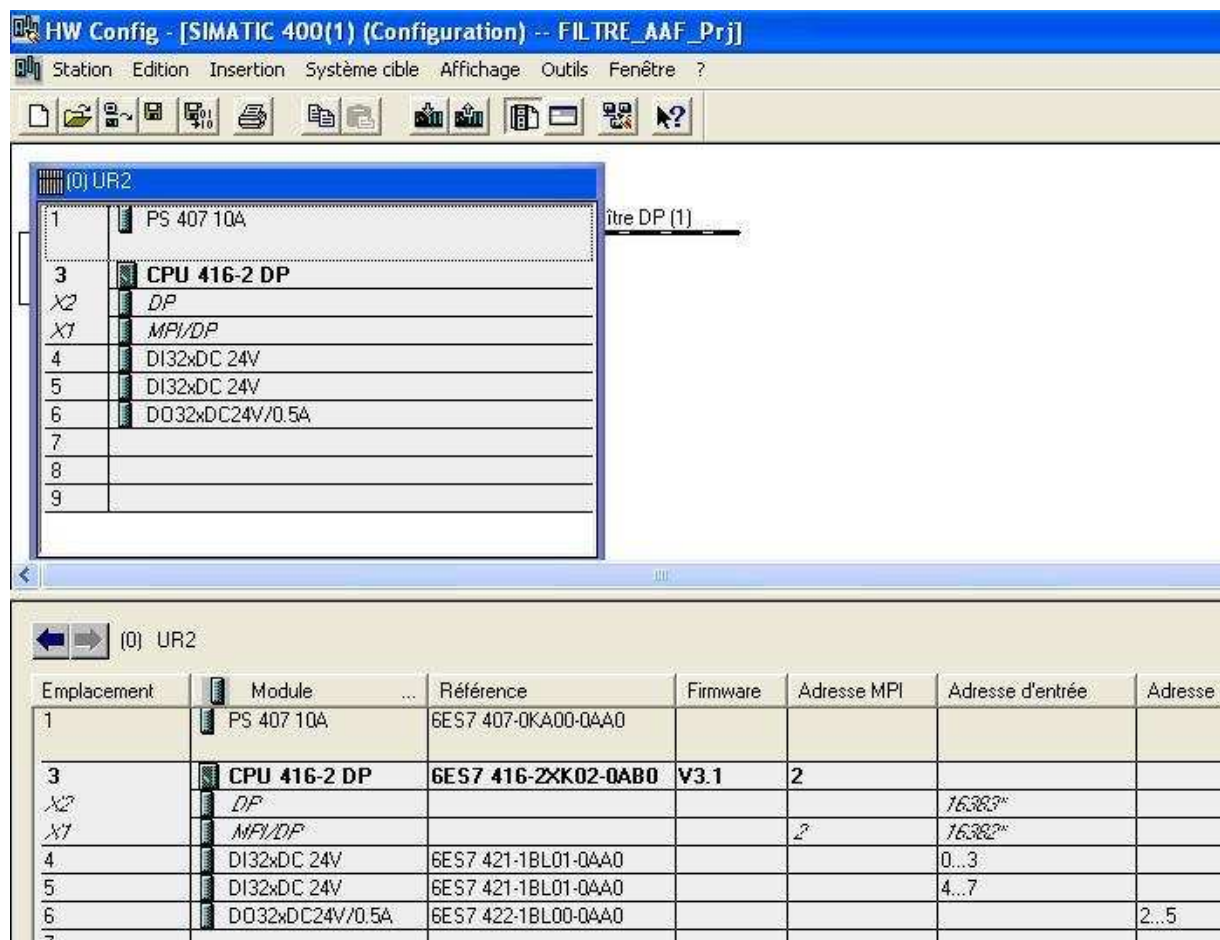 HW Config - [SIMATIC 400(1) (Configuration) -- FILTRE_AAF_Prj]
Station Edition Insertion Système cible Affichage Outils Fenêtre ?
(0) UR2
1 PS 407 10A
ître DP (1)
3 CPU 416-2 DP
X2 DP
X1 MPI/DP
4 DI32xDC 24V
5 DI32xDC 24V
6 DO32xDC24V/0.5A
7
8
9
(0) UR2
Emplacement Module ... Référence Firmware Adresse MPI Adresse d'entrée Adresse
1 PS 407 10A 6ES7 407-0KA00-0AA0
3 CPU 416-2 DP 6ES7 416-2XK02-0AB0 V3.1 2
X2 DP 16383*
X1 MPI/DP 2 16382*
4 DI32xDC 24V 6ES7 421-1BL01-0AA0 0...3
5 DI32xDC 24V 6ES7 421-1BL01-0AA0 4...7
6 DO32xDC24V/0.5A 6ES7 422-1BL00-0AA0 2...5